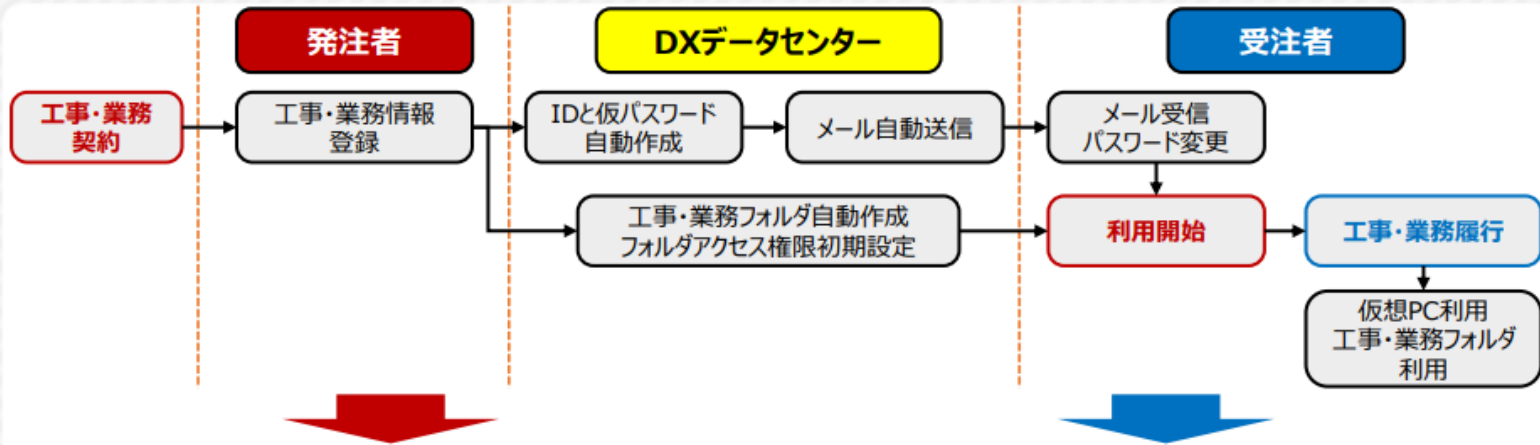 発注者
DXデータセンター
受注者
工事・業務
契約
工事・業務情報
登録
IDと仮パスワード
自動作成
メール自動送信
メール受信
パスワード変更
工事・業務フォルダ自動作成
フォルダアクセス権限初期設定
利用開始
工事・業務履行
仮想PC利用
工事・業務フォルダ
利用